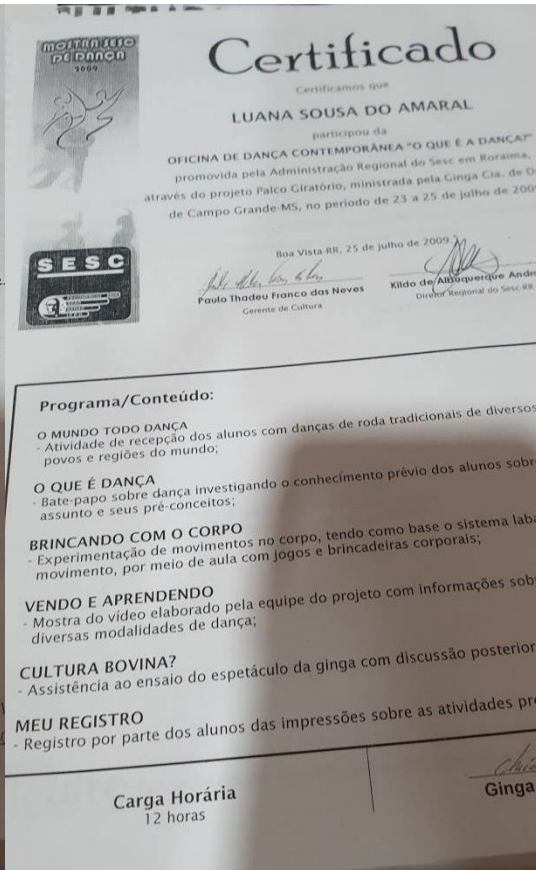 MOSTRA SESC
DE DANÇA
2009
Certificado
Certificamos que
LUANA SOUSA DO AMARAL
participou da
OFICINA DE DANÇA CONTEMPORÂNEA "O QUE É A DANÇA?"
promovida pela Administração Regional do Sesc em Roraima,
através do projeto Palco Giratório, ministrada pela Ginga Cia. de D
de Campo Grande-MS, no período de 23 a 25 de julho de 2009
Boa Vista-RR, 25 de julho de 2009.
SESC
Paulo Thadeu Franco das Neves
Gerente de Cultura
Kildo de Albuquerque Andr
Diretor Regional do Sesc-RR
Programa/Conteúdo:
O MUNDO TODO DANÇA
- Atividade de recepção dos alunos com danças de roda tradicionais de diversos
povos e regiões do mundo;
O QUE É DANÇA
- Bate-papo sobre dança investigando o conhecimento prévio dos alunos sobre
assunto e seus pré-conceitos;
BRINCANDO COM O CORPO
- Experimentação de movimentos no corpo, tendo como base o sistema laba
movimento, por meio de aula com jogos e brincadeiras corporais;
VENDO E APRENDENDO
- Mostra do vídeo elaborado pela equipe do projeto com informações sob
diversas modalidades de dança;
CULTURA BOVINA?
- Assistência ao ensaio do espetáculo da ginga com discussão posterior
MEU REGISTRO
- Registro por parte dos alunos das impressões sobre as atividades pr
Carga Horária
12 horas
Ginga